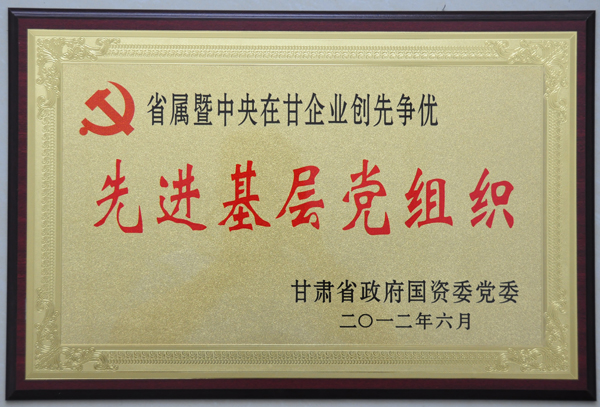 省属暨中央在甘企业创先争优
先进基层党组织
甘肃省政府国资委党委
二〇一二年六月